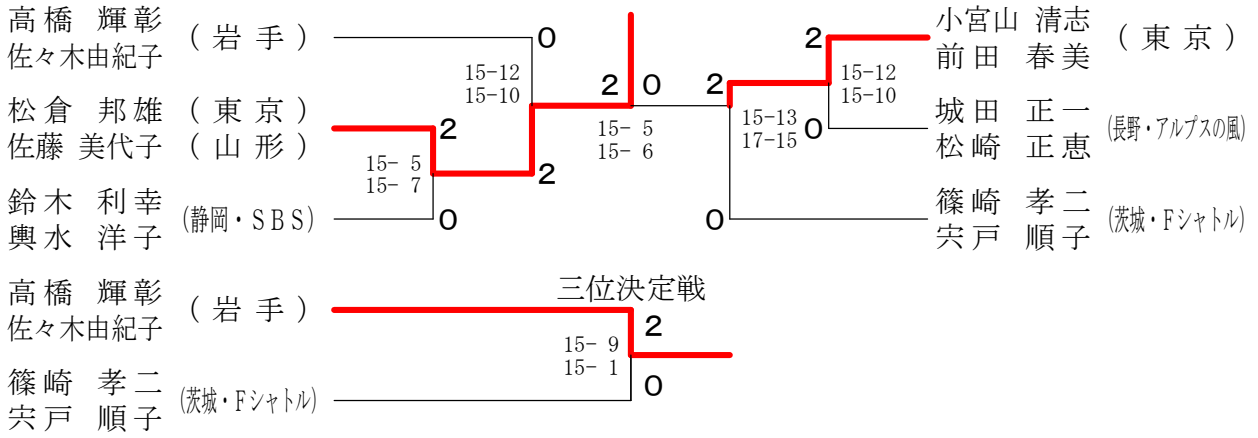 高橋 輝彰
佐々木由紀子
(岩手)
0
15-12
15-10
松倉 邦雄 (東京)
佐藤 美代子 (山形)
2
15- 5
15- 7
2
鈴木 利幸
輿水 洋子
(静岡・SBS)
0
2 0
15- 5
15- 6
小宮山 清志
前田 春美
(東京)
2
15-12
15-10
2
15-13
17-15
0
城田 正一
松崎 正恵
(長野・アルプスの風)
0
篠崎 孝二
宍戸 順子
(茨城・Fシャトル)
三位決定戦
高橋 輝彰
佐々木由紀子
(岩手)
2
15- 9
15- 1
0
篠崎 孝二
宍戸 順子
(茨城・Fシャトル)